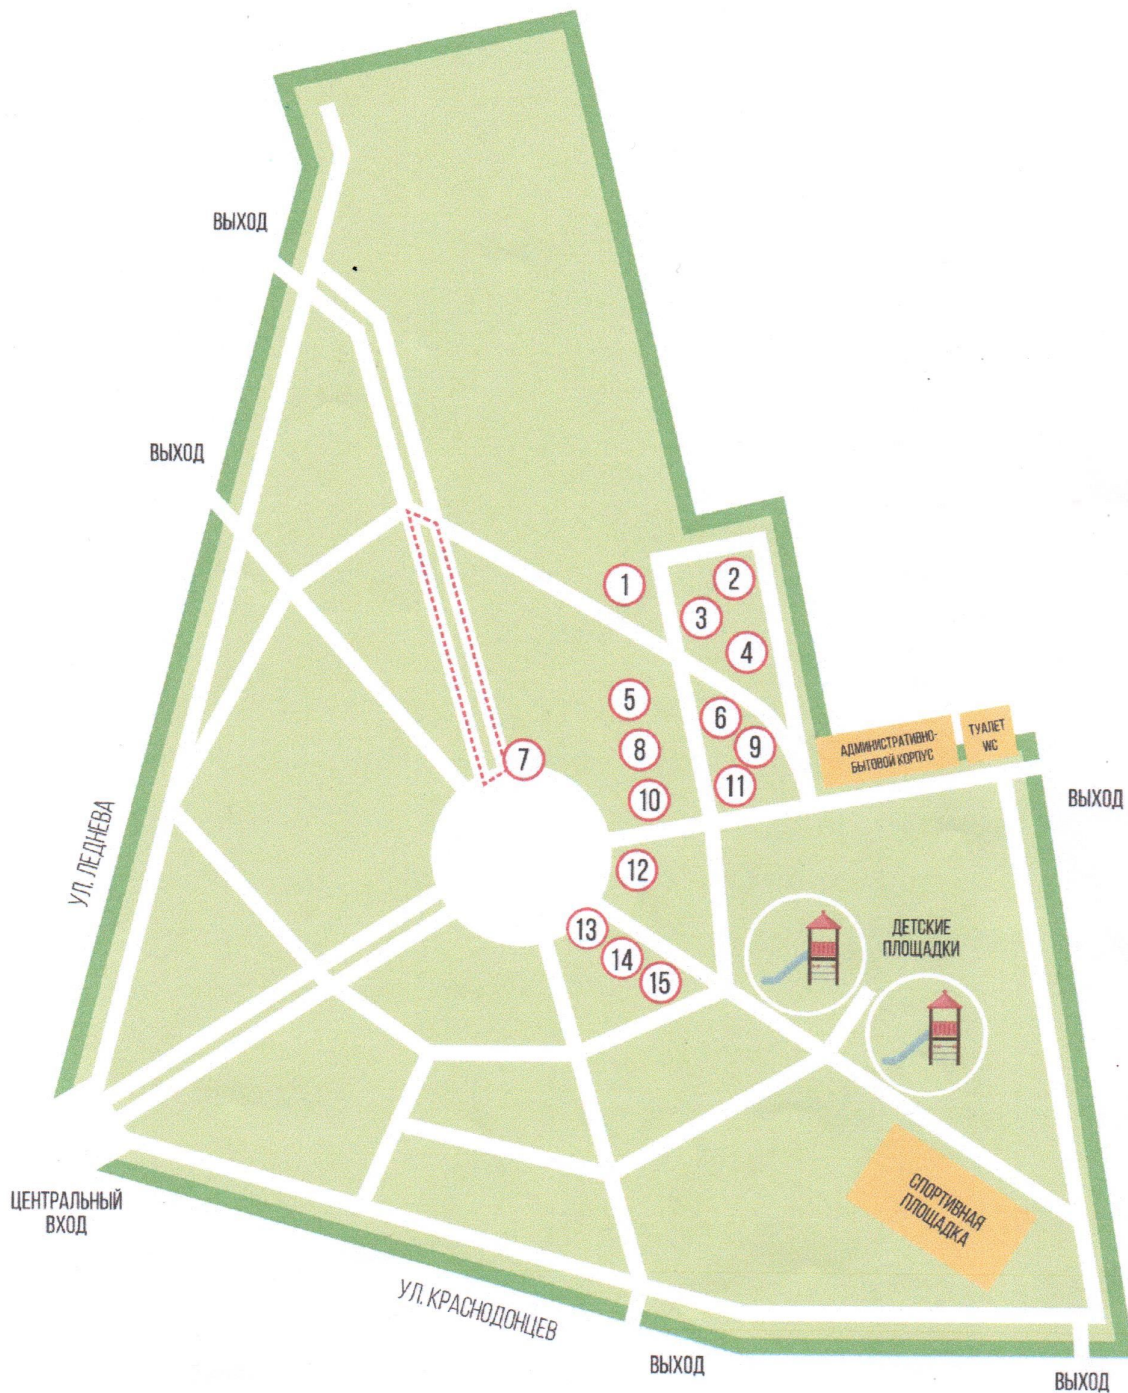 ВЫХОД
ВЫХОД
1
2
3
4
5
6
7
8
9
10
11
АДМИНИСТРАТИВНО-
БЫТОВОЙ КОРПУС
ТУАЛЕТ
WC
ВЫХОД
УЛ. ЛЕДНЕВА
12
13
14
15
ДЕТСКИЕ
ПЛОЩАДКИ
СПОРТИВНАЯ
ПЛОЩАДКА
ЦЕНТРАЛЬНЫЙ
ВХОД
УЛ. КРАСНОДОНЦЕВ
ВЫХОД
ВЫХОД